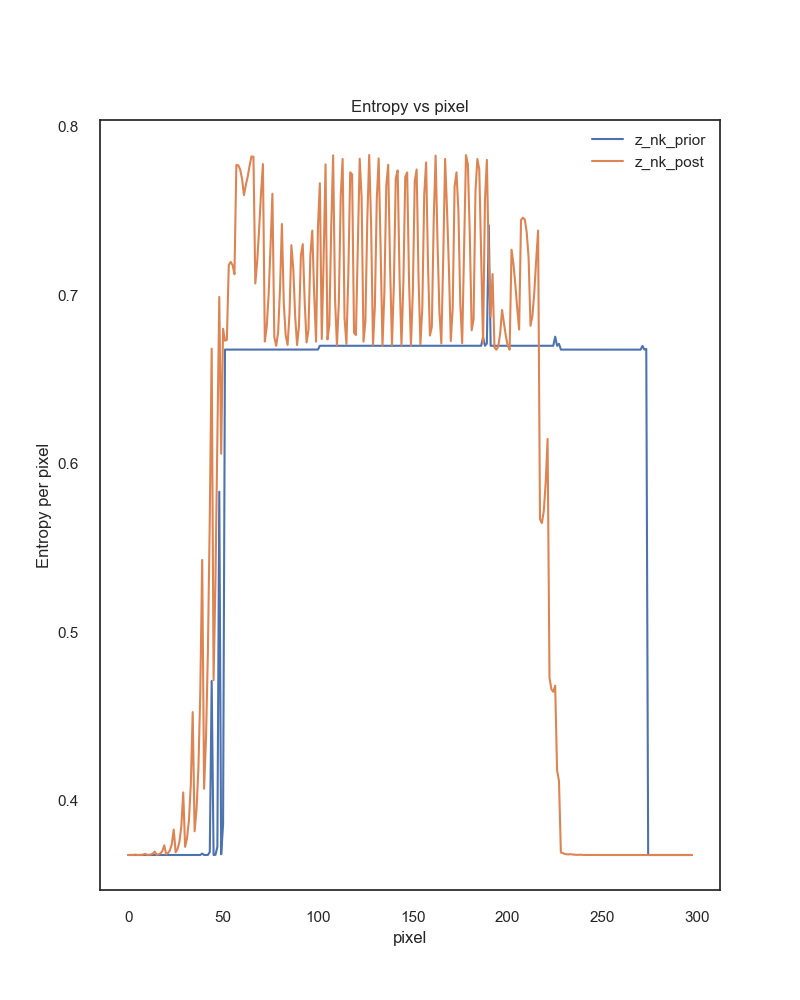 Entropy vs pixel
z_nk_prior
z_nk_post
0.8
0.7
0.6
0.5
0.4
Entropy per pixel
0 50 100 150 200 250 300
pixel